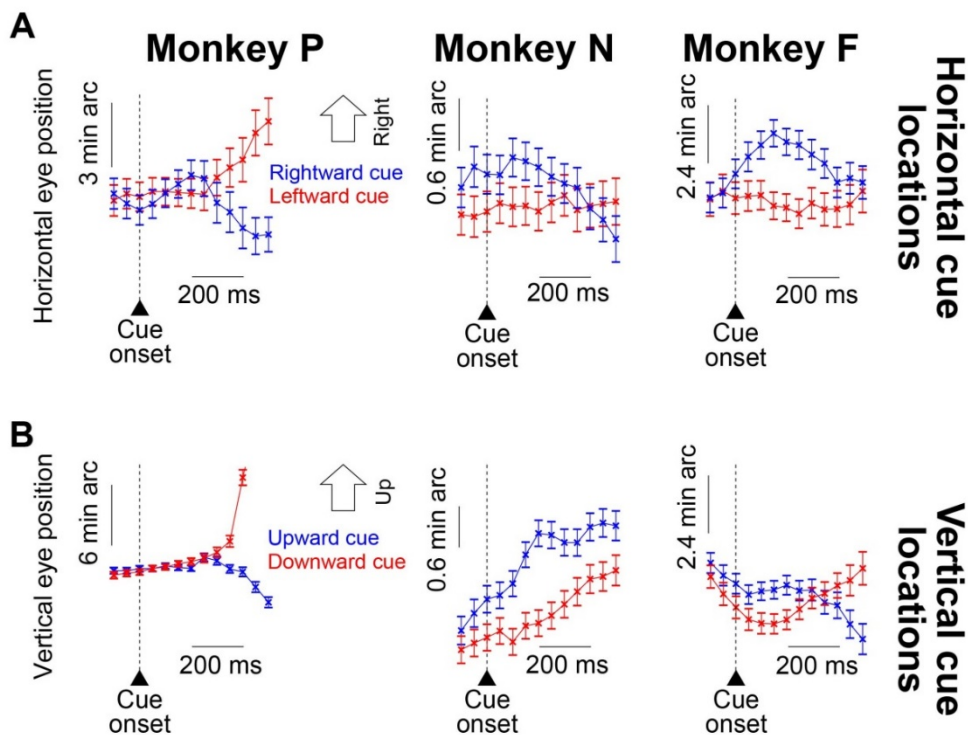 A
Monkey P
Monkey N
Monkey F
Horizontal cue
locations
Horizontal eye position
3 min arc
Right
Rightward cue
Leftward cue
200 ms
Cue
onset
0.6 min arc
200 ms
Cue
onset
2.4 min arc
200 ms
Cue
onset
B
Vertical cue
locations
Vertical eye position
6 min arc
Up
Upward cue
Downward cue
200 ms
Cue
onset
0.6 min arc
200 ms
Cue
onset
2.4 min arc
200 ms
Cue
onset